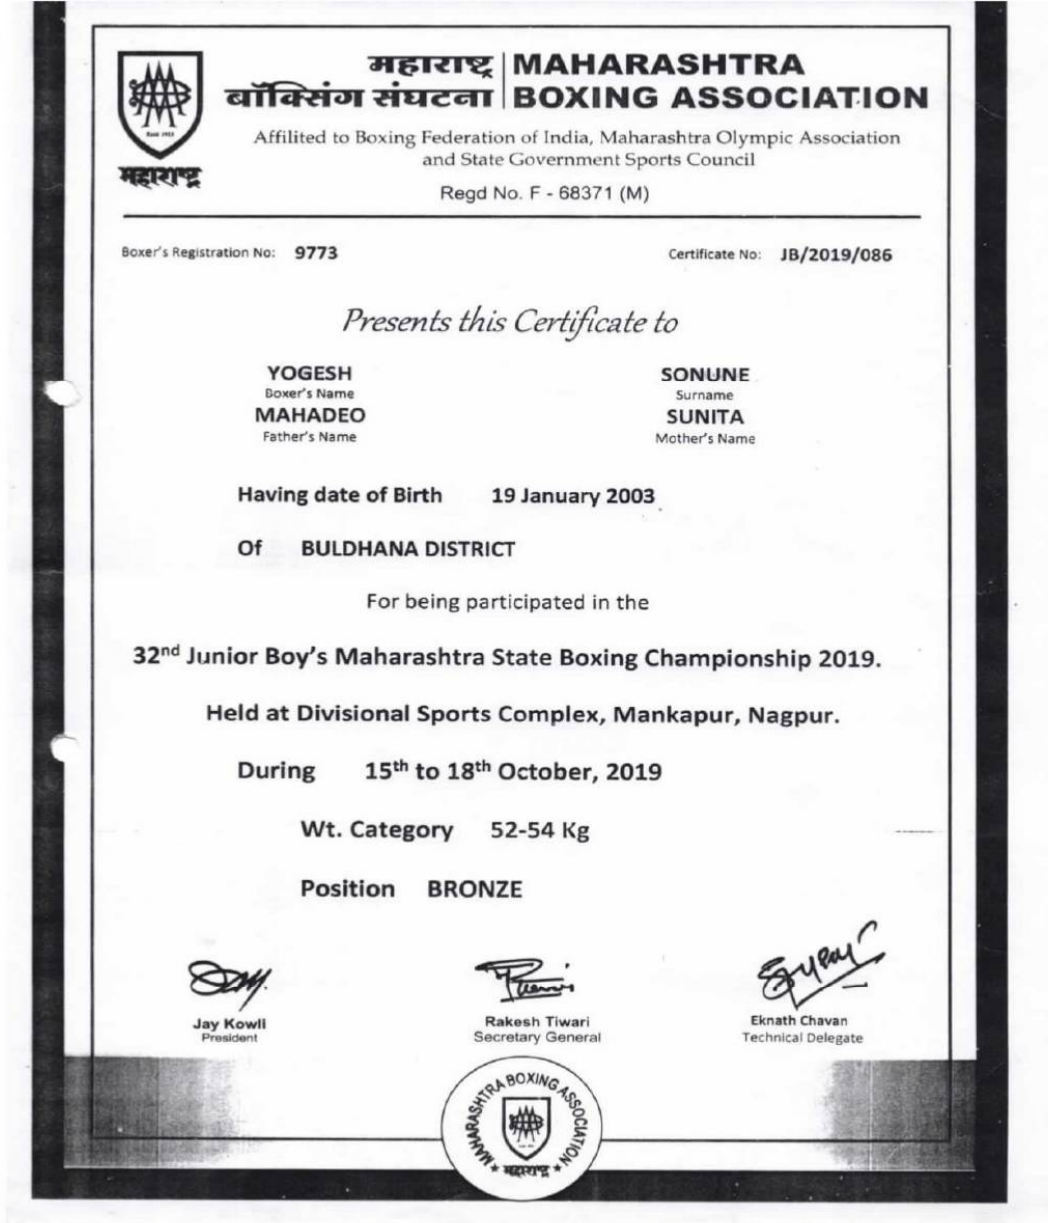 महाराष्ट्र बॉक्सिंग संघटना
MAHARASHTRA BOXING ASSOCIATION
Affilited to Boxing Federation of India, Maharashtra Olympic Association
and State Government Sports Council
महाराष्ट्र
Regd No. F - 68371 (M)
Boxer's Registration No: 9773 Certificate No: JB/2019/086
Presents this Certificate to
YOGESH SONUNE
Boxer's Name Surname
MAHADEO SUNITA
Father's Name Mother's Name
Having date of Birth 19 January 2003
Of BULDHANA DISTRICT
For being participated in the
32nd Junior Boy's Maharashtra State Boxing Championship 2019.
Held at Divisional Sports Complex, Mankapur, Nagpur.
During 15th to 18th October, 2019
Wt. Category 52-54 Kg
Position BRONZE
Jay Kowli Rakesh Tiwari Eknath Chavan
President Secretary General Technical Delegate
MAHARASHTRA BOXING ASSOCIATION
महाराष्ट्र